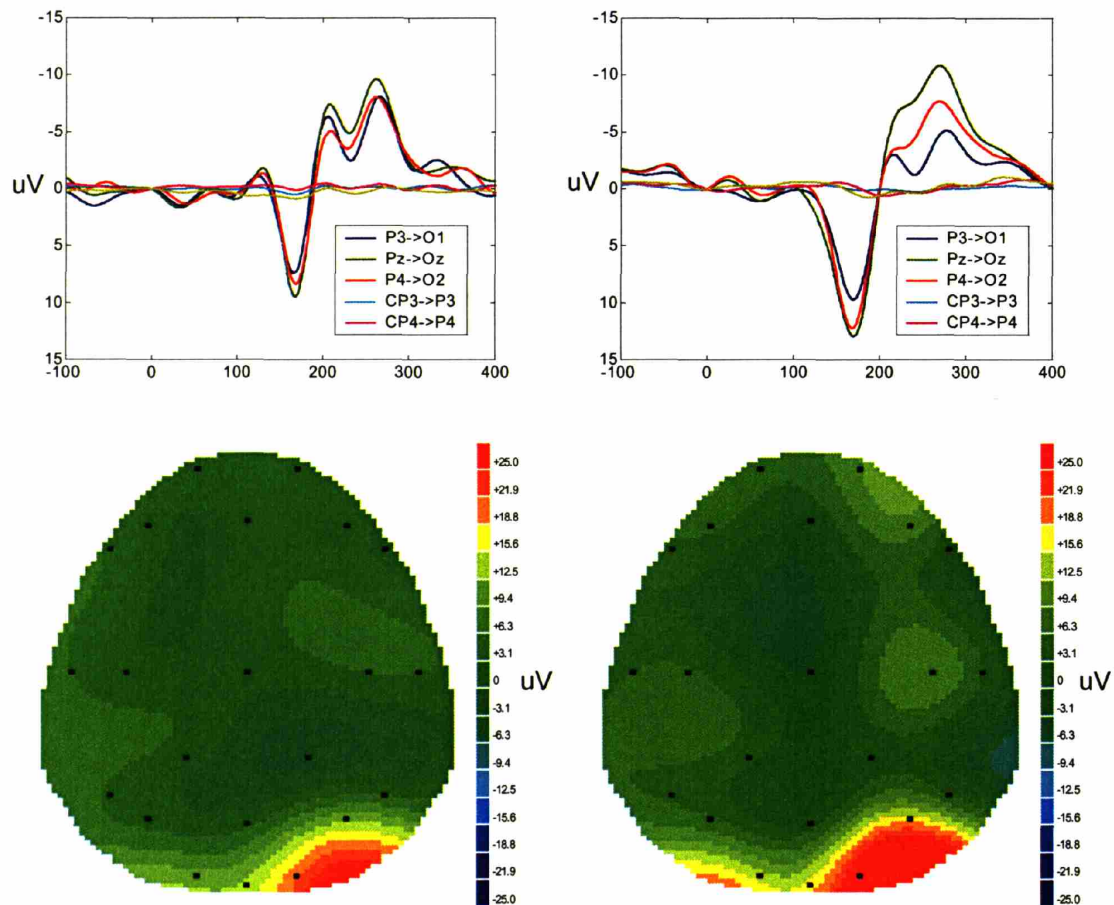 -15
-10
-5
uV 0
5
10
15
-100 0 100 200 300 400
P3->O1
Pz->Oz
P4->O2
CP3->P3
CP4->P4
-15
-10
-5
uV 0
5
10
15
-100 0 100 200 300 400
P3->O1
Pz->Oz
P4->O2
CP3->P3
CP4->P4
+25.0
+21.9
+18.8
+15.6
+12.5
+9.4
+6.3
+3.1
0 uV
-3.1
-6.3
-9.4
-12.5
-15.6
-18.8
-21.9
-25.0
+25.0
+21.9
+18.8
+15.6
+12.5
+9.4
+6.3
+3.1
0 uV
-3.1
-6.3
-9.4
-12.5
-15.6
-18.8
-21.9
-25.0